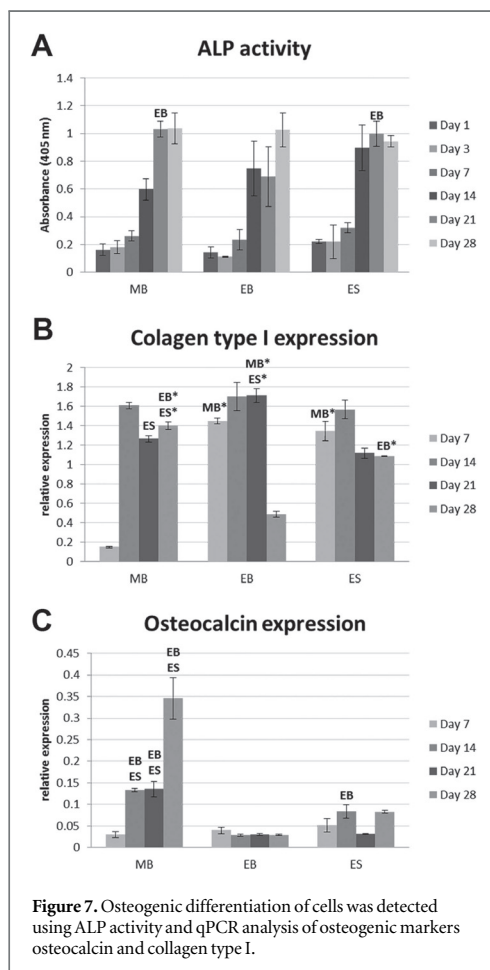 A
ALP activity
Absorbance (405 nm)
1.4
1.2
1
0.8
0.6
0.4
0.2
0
EB
EB
MB
EB
ES
Day 1
Day 3
Day 7
Day 14
Day 21
Day 28
B
Colagen type I expression
relative expression
2
1.8
1.6
1.4
1.2
1
0.8
0.6
0.4
0.2
0
ES
EB*
ES*
MB*
MB*
ES*
MB*
EB*
MB
EB
ES
Day 7
Day 14
Day 21
Day 28
C
Osteocalcin expression
relative expression
0.45
0.4
0.35
0.3
0.25
0.2
0.15
0.1
0.05
0
EB
ES
EB
ES
EB
ES
EB
MB
EB
ES
Day 7
Day 14
Day 21
Day 28
Figure 7. Osteogenic differentiation of cells was detected
using ALP activity and qPCR analysis of osteogenic markers
osteocalcin and collagen type I.